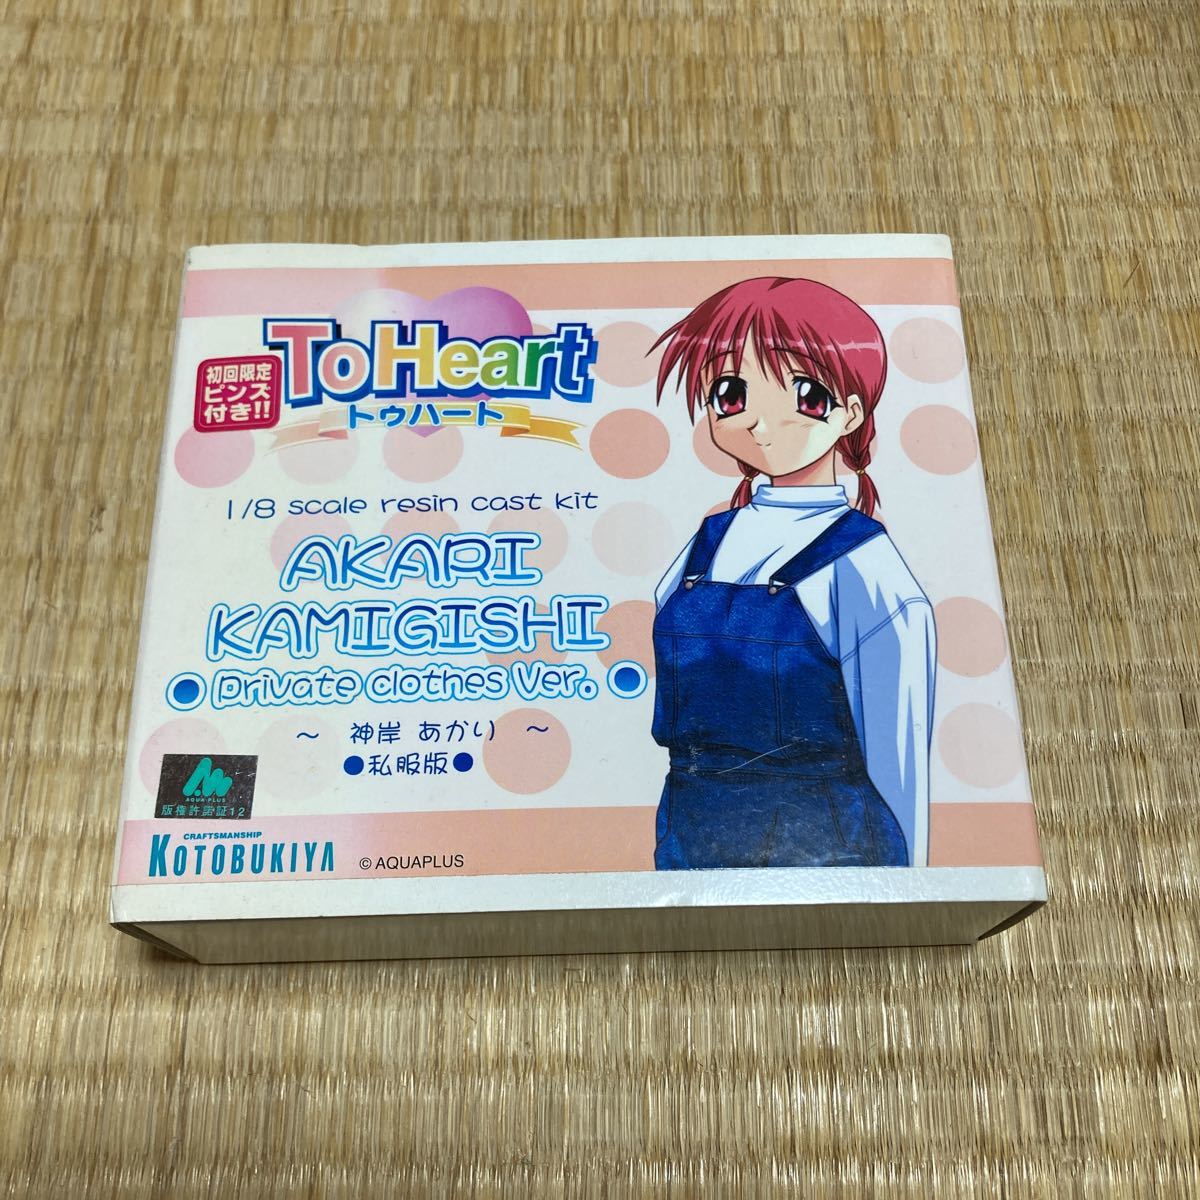 初回限定
ピンズ
付き!!
ToHeart
トゥハート
1/8 scale resin cast kit
AKARI
KAMIGISHI
●Private clothes Ver.●
～ 神岸 あかり ～
●私服版●
AQUA PLUS
版権許諾証12
CRAFTSMANSHIP
KOTOBUKIYA
© AQUAPLUS